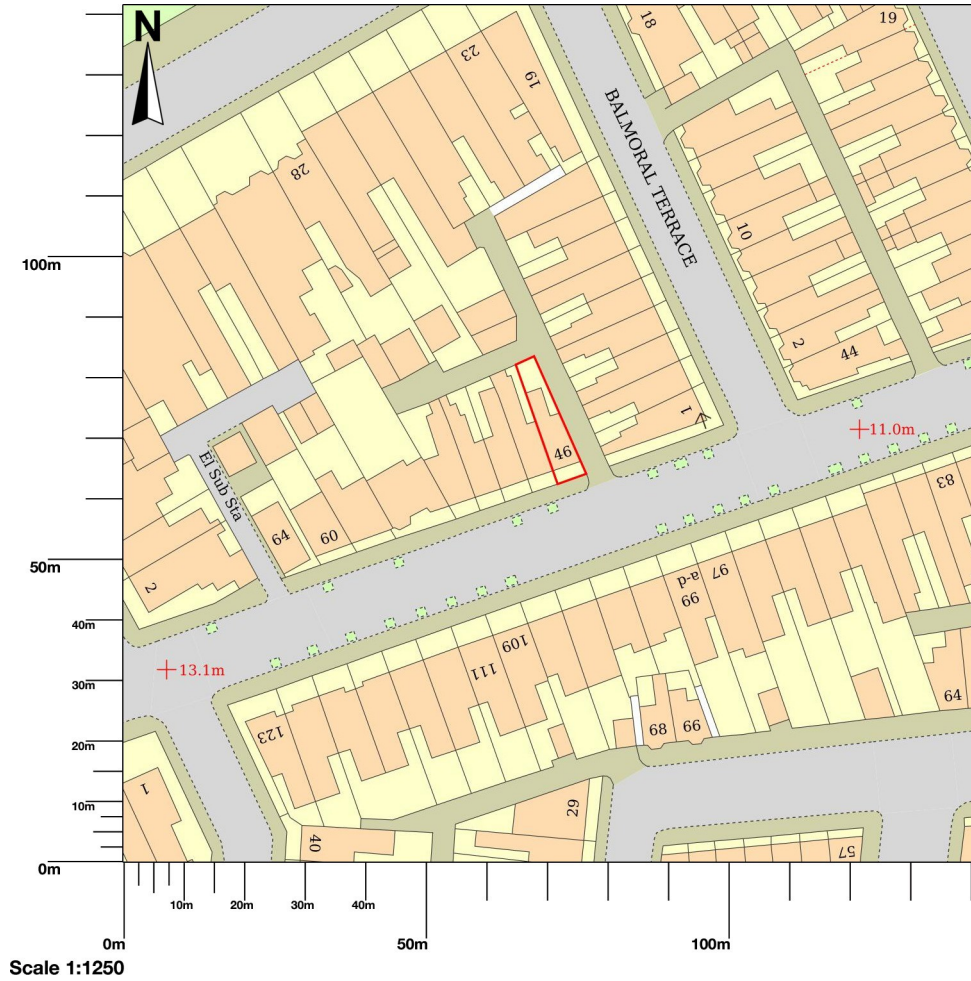 N
18
19
23
19
28
BALMORAL TERRACE
10
2
44
1
46
11.0m
El Sub Sta
64
60
2
83
97
99
a-d
109
111
123
13.1m
68
66
64
1
40
29
57
100m
50m
40m
30m
20m
10m
0m
10m
20m
30m
40m
0m
50m
100m
Scale 1:1250